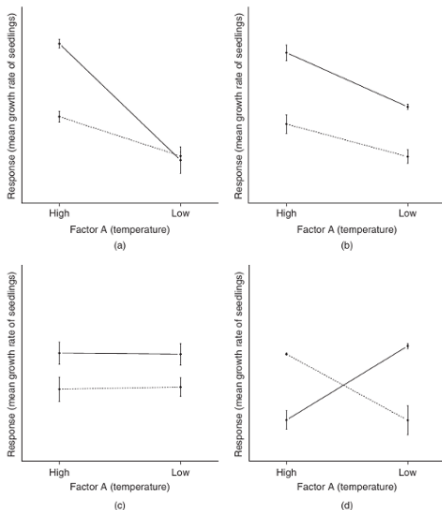 Response (mean growth rate of seedlings)
High
Low
Factor A (temperature)
(a)
Response (mean growth rate of seedlings)
High
Low
Factor A (temperature)
(b)
Response (mean growth rate of seedlings)
High
Low
Factor A (temperature)
(c)
Response (mean growth rate of seedlings)
High
Low
Factor A (temperature)
(d)